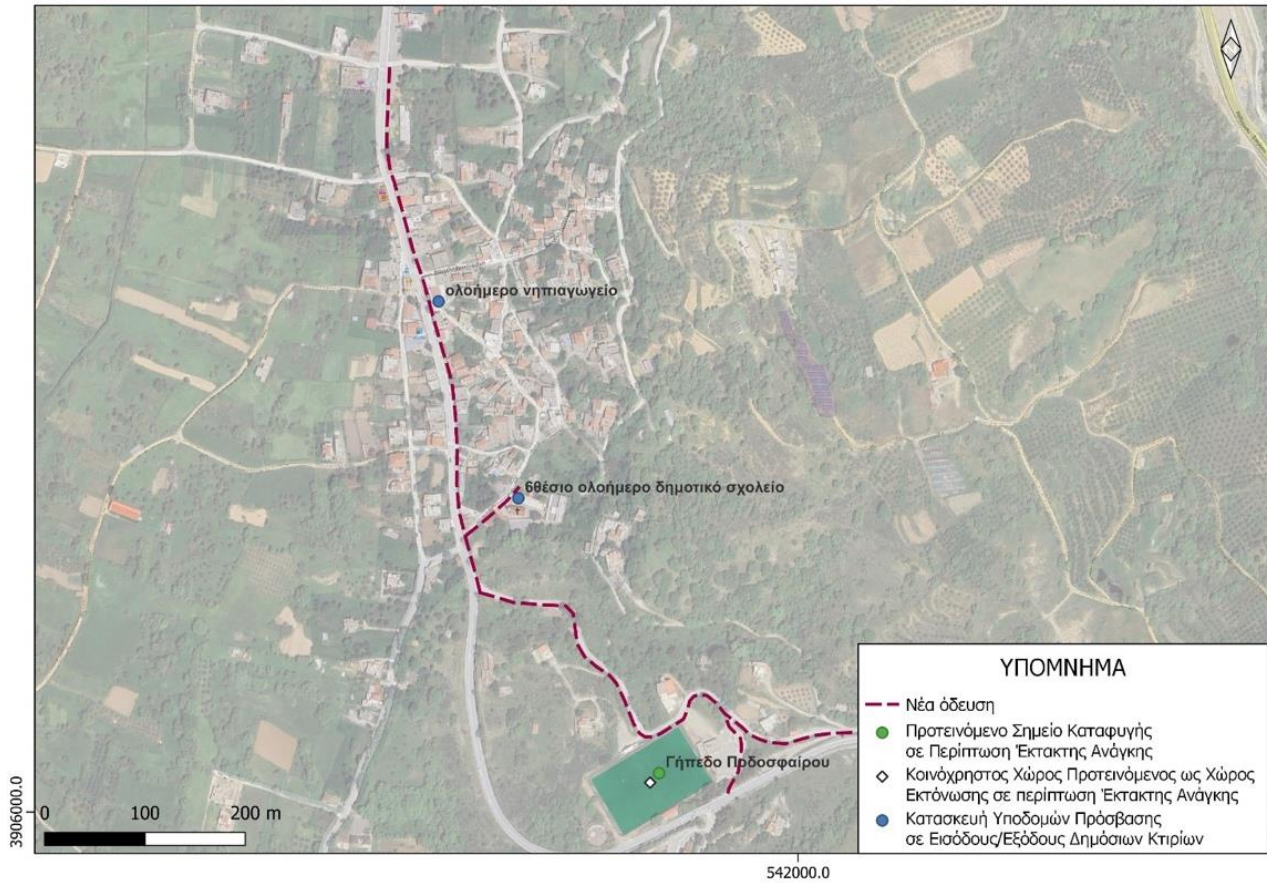 ολοήμερο νηπιαγωγείο
6θέσιο ολοήμερο δημοτικό σχολείο
Γήπεδο Ποδοσφαίρου
ΥΠΟΜΝΗΜΑ
Νέα όδευση
Προτεινόμενο Σημείο Καταφυγής
σε Περίπτωση Έκτακτης Ανάγκης
Κοινόχρηστος Χώρος Προτεινόμενος ως Χώρος
Εκτόνωσης σε περίπτωση Έκτακτης Ανάγκης
Κατασκευή Υποδομών Πρόσβασης
σε Εισόδους/Εξόδους Δημόσιων Κτιρίων
0 100 200 m
3906000.0
542000.0